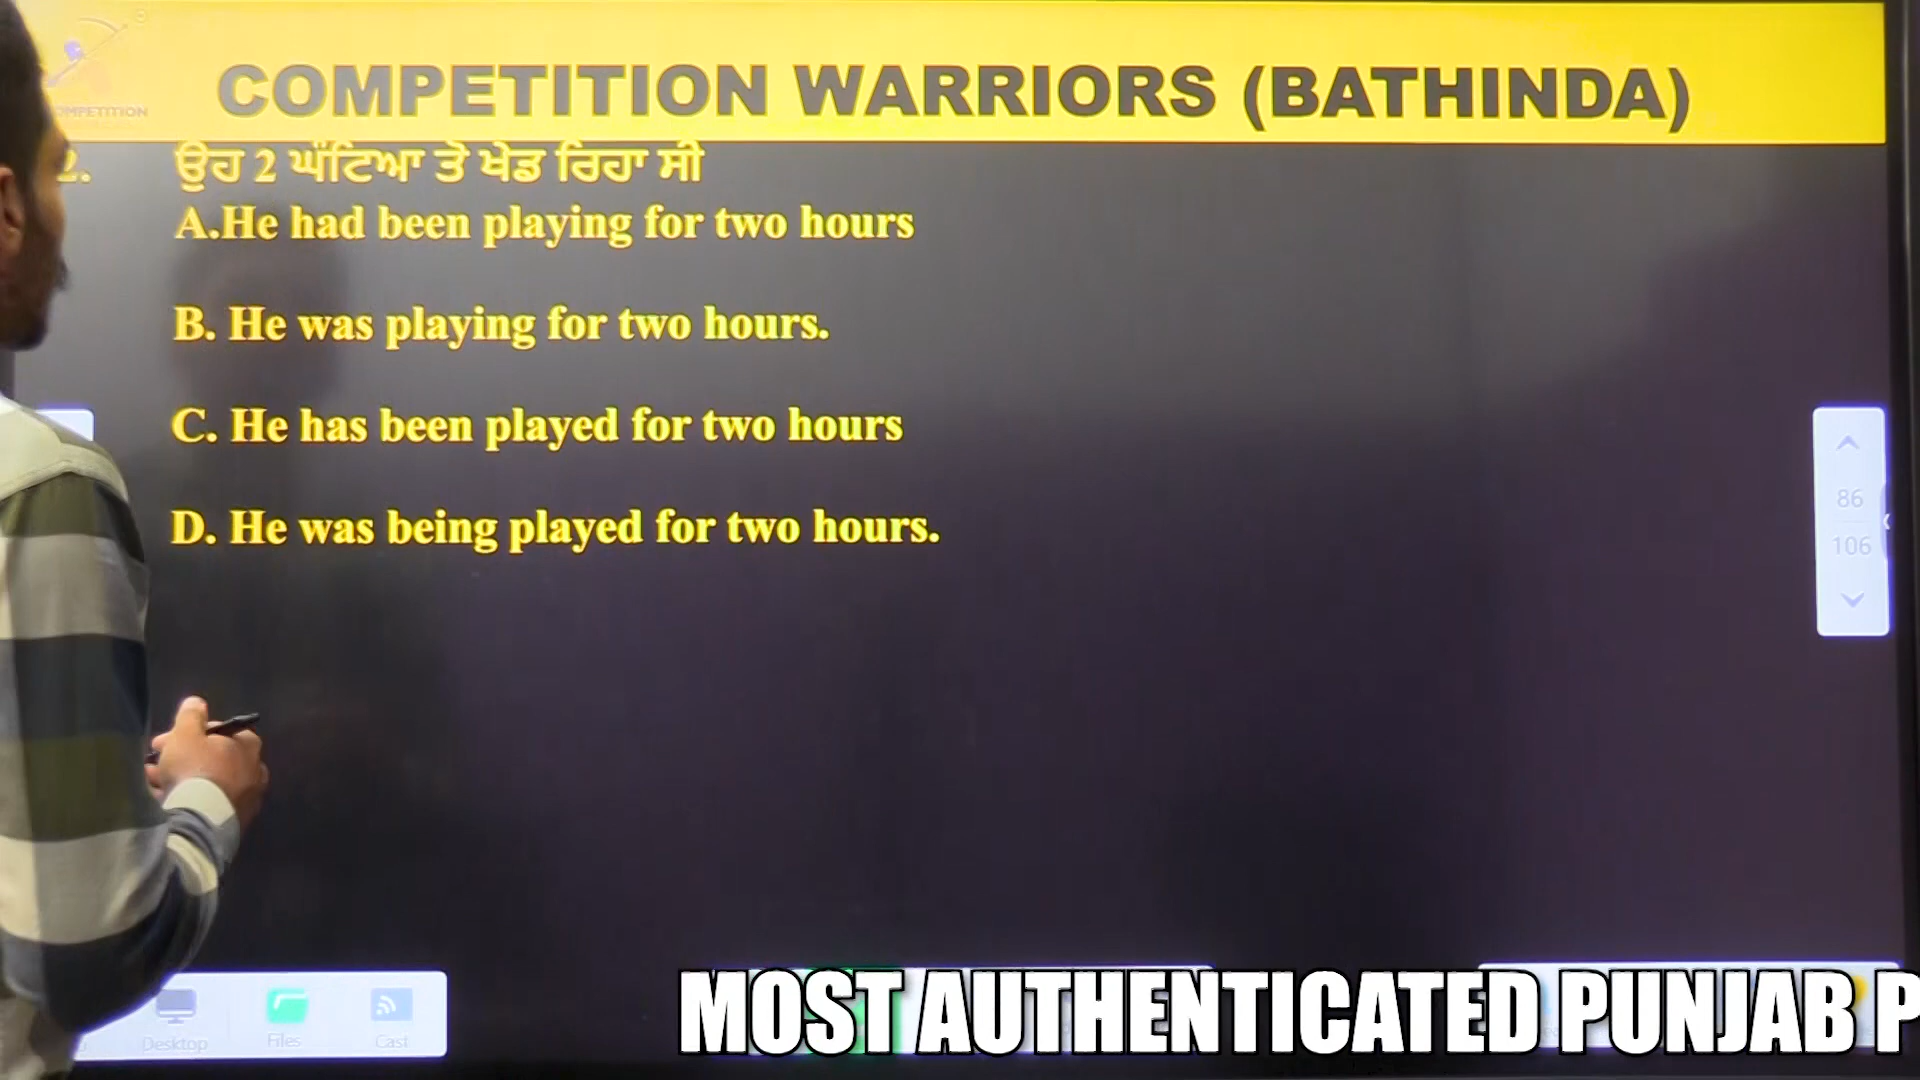 COMPETITION WARRIORS (BATHINDA)
2. ਉਹ 2 ਘੰਟਿਆ ਤੋ ਖੇਡ ਰਿਹਾ ਸੀ
A.He had been playing for two hours
B. He was playing for two hours.
C. He has been played for two hours
D. He was being played for two hours.
86
106
Desktop
Files
Cast
MOST AUTHENTICATED PUNJAB P